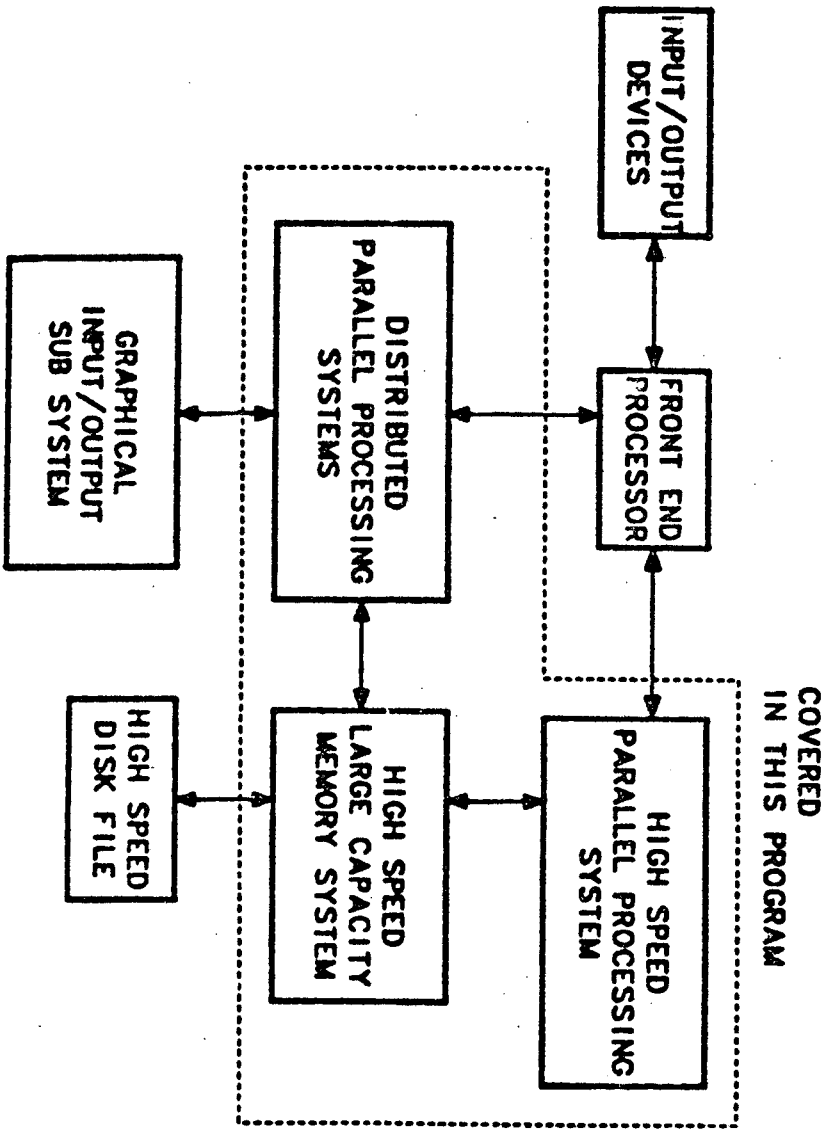 COVERED
IN THIS PROGRAM
INPUT/OUTPUT
DEVICES
FRONT END
PROCESSOR
HIGH SPEED
PARALLEL PROCESSING
SYSTEM
DISTRIBUTED
PARALLEL PROCESSING
SYSTEMS
HIGH SPEED
LARGE CAPACITY
MEMORY SYSTEM
GRAPHICAL
INPUT/OUTPUT
SUB SYSTEM
HIGH SPEED
DISK FILE